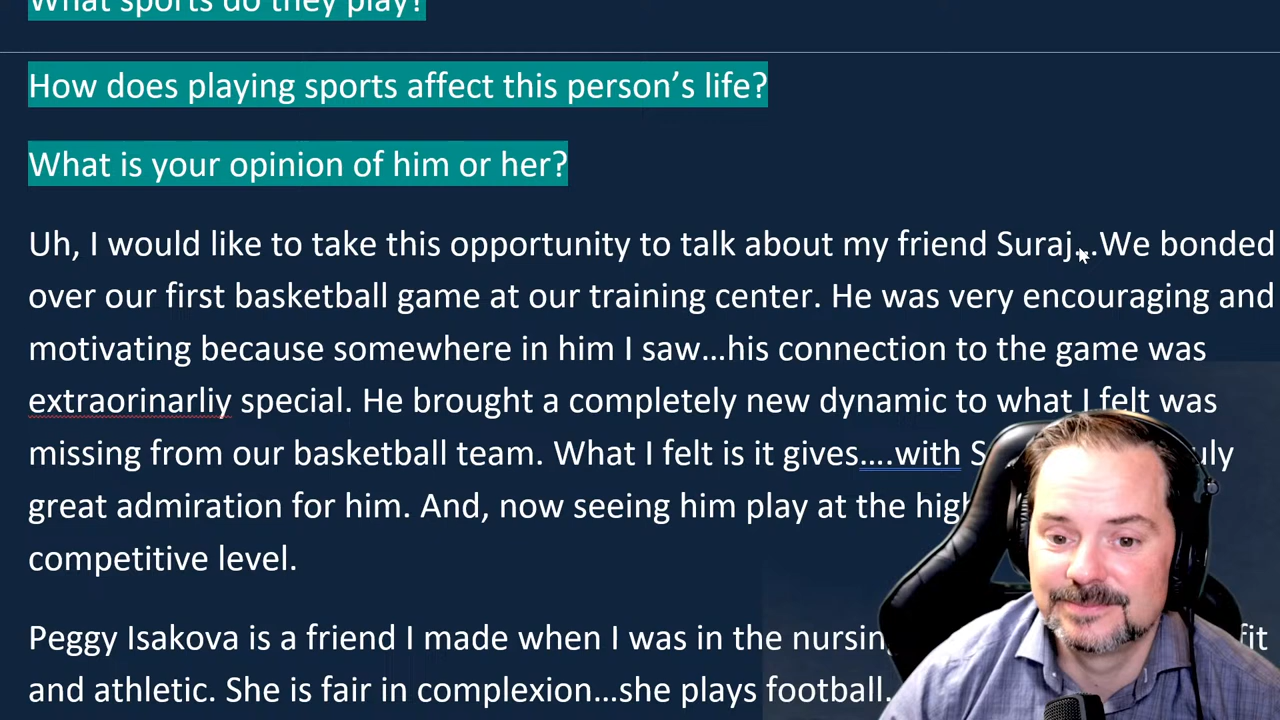 What sports do they play?
How does playing sports affect this person’s life?
What is your opinion of him or her?
Uh, I would like to take this opportunity to talk about my friend Suraj…We bonded
over our first basketball game at our training center. He was very encouraging and
motivating because somewhere in him I saw…his connection to the game was
extraorinarliy special. He brought a completely new dynamic to what I felt was
missing from our basketball team. What I felt is it gives….with
great admiration for him. And, now seeing him play at the
competitive level.
Peggy Isakova is a friend I made when I was in the fit
and athletic. She is fair in complexion…she plays football.